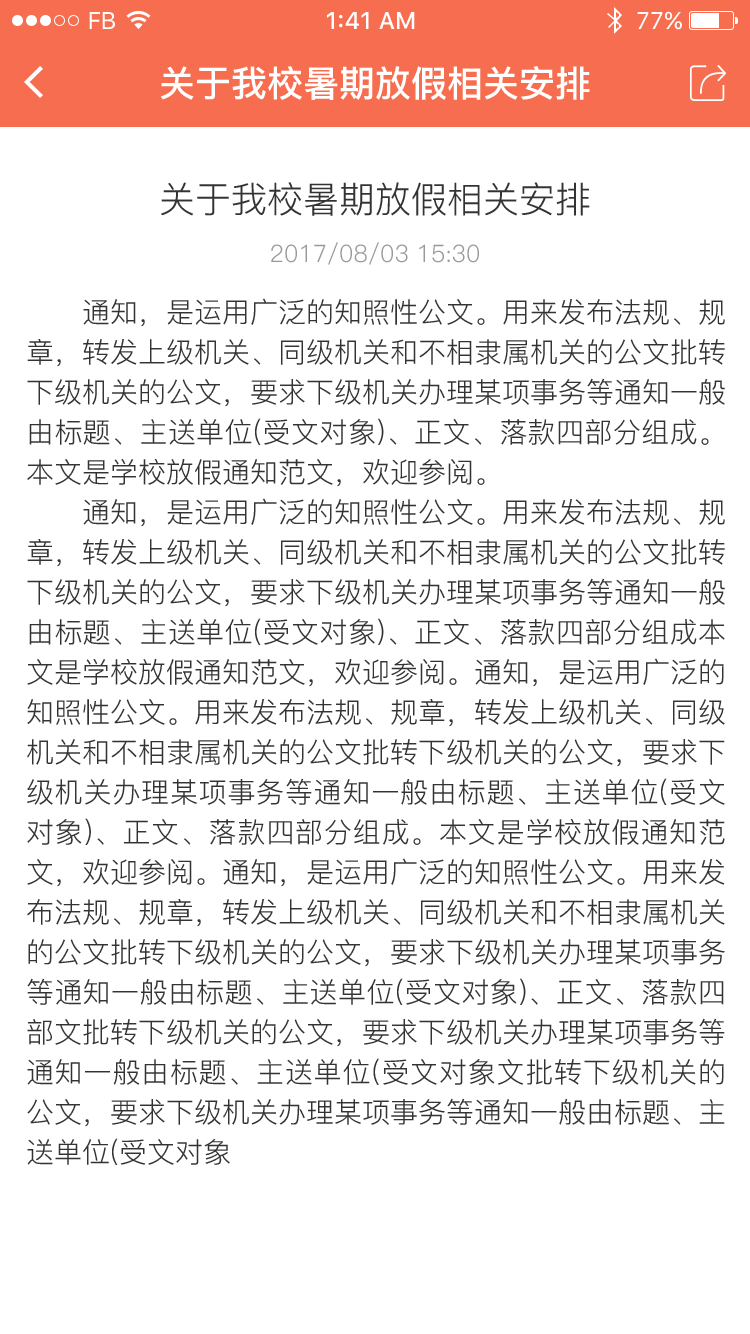 FB 1:41 AM 77%
关于我校暑期放假相关安排
关于我校暑期放假相关安排
2017/08/03 15:30
通知，是运用广泛的知照性公文。用来发布法规、规
章，转发上级机关、同级机关和不相隶属机关的公文批转
下级机关的公文，要求下级机关办理某项事务等通知一般
由标题、主送单位(受文对象)、正文、落款四部分组成。
本文是学校放假通知范文，欢迎参阅。
通知，是运用广泛的知照性公文。用来发布法规、规
章，转发上级机关、同级机关和不相隶属机关的公文批转
下级机关的公文，要求下级机关办理某项事务等通知一般
由标题、主送单位(受文对象)、正文、落款四部分组成本
文是学校放假通知范文，欢迎参阅。通知，是运用广泛的
知照性公文。用来发布法规、规章，转发上级机关、同级
机关和不相隶属机关的公文批转下级机关的公文，要求下
级机关办理某项事务等通知一般由标题、主送单位(受文
对象)、正文、落款四部分组成。本文是学校放假通知范
文，欢迎参阅。通知，是运用广泛的知照性公文。用来发
布法规、规章，转发上级机关、同级机关和不相隶属机关
的公文批转下级机关的公文，要求下级机关办理某项事务
等通知一般由标题、主送单位(受文对象)、正文、落款四
部文批转下级机关的公文，要求下级机关办理某项事务等
通知一般由标题、主送单位(受文对象文批转下级机关的
公文，要求下级机关办理某项事务等通知一般由标题、主
送单位(受文对象